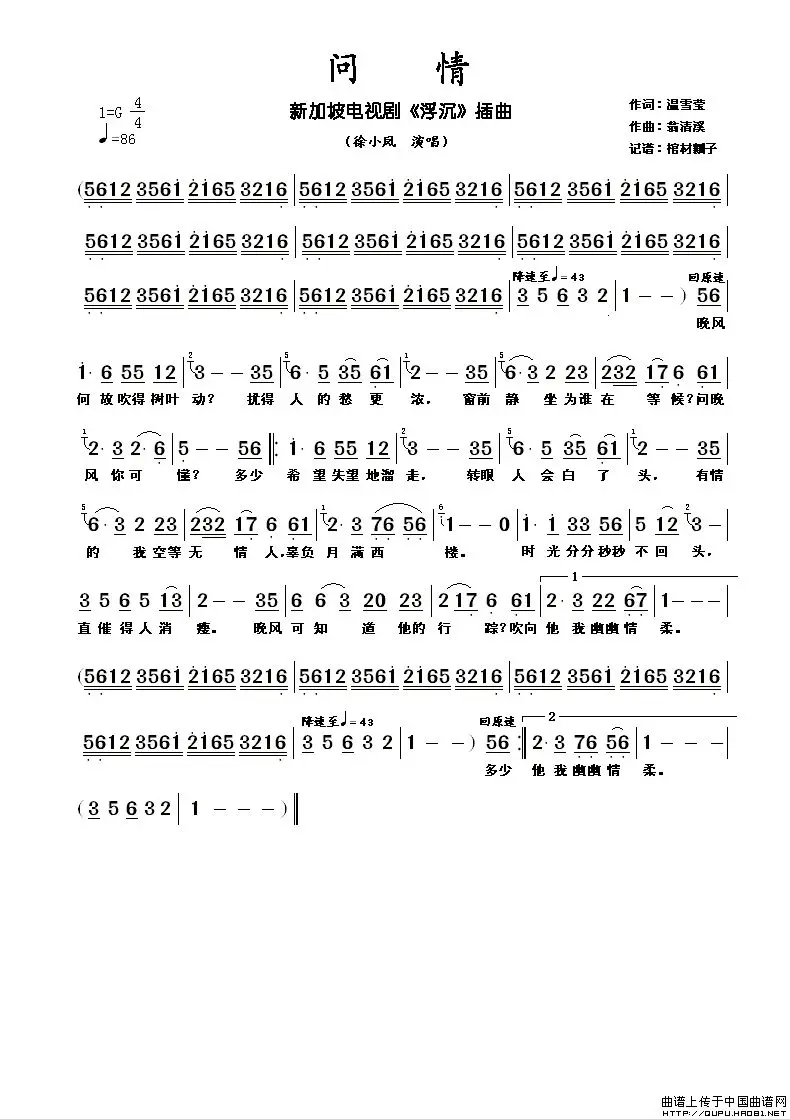 问 情
新加坡电视剧《浮沉》插曲
(徐小凤 演唱)
1=G 4/4
♩=86
作词:温雪莹
作曲:翁清溪
记谱:棺材瓤子
(5612 3561 2165 3216|5612 3561 2165 3216|5612 3561 2165 3216|
5612 3561 2165 3216|5612 3561 2165 3216|5612 3561 2165 3216|
降速至♩=43 回原速
5612 3561 2165 3216|5612 3561 2165 3216|3 5 6 3 2|1 - - ) 56|
晚风
1· 6 55 12|3 - - 35|6· 5 35 61|2 - - 35|6·3 2 23|232 17 6 61|
何故吹得树叶动?扰得人的愁更浓,窗前静坐为谁在等候?问晚
2·3 2·6|5 - - 56‖:1· 6 55 12|3 - - 35|6· 5 35 61|2 - - 35|
风你可懂?多少希望失望地溜走,转眼人会白了头,有情
6·3 2 23|232 17 6 61|2·3 76 56|1 - - 0|1· 1 33 56|5 12 3 -|
的我空等无情人,辜负月满西楼。时光分分秒秒不回头,
1
3 5 6 5 13|2 - - 35|6 6 3 20 23|2 17 6 61|2·3 22 67|1 - - -|
直催得人消瘦。晚风可知道他的行踪?吹向他我幽幽情柔。
(5612 3561 2165 3216|5612 3561 2165 3216|5612 3561 2165 3216|
降速至♩=43 回原速 2
5612 3561 2165 3216|3 5 6 3 2|1 - - ) 56:‖2·3 76 56|1 - - -|
多少他我幽幽情柔。
(3 5 6 3 2|1 - - -)‖
曲谱上传于中国曲谱网
HTTP://QUPU.HAO81.NET